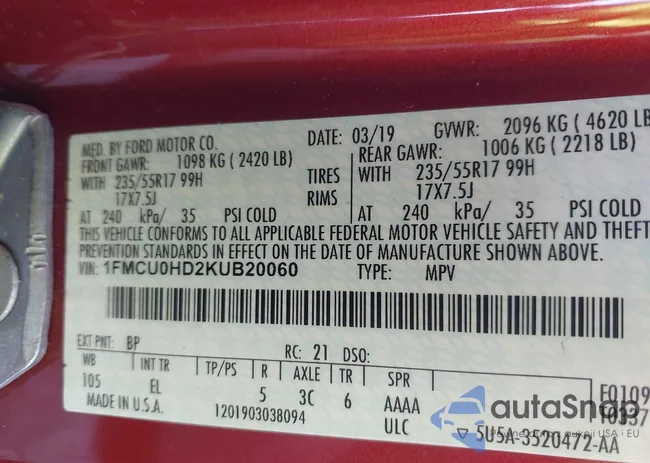 MFD. BY FORD MOTOR CO. DATE: 03/19 GVWR: 2096 KG ( 4620 LB
FRONT GAWR: 1098 KG ( 2420 LB) REAR GAWR: 1006 KG ( 2218 LB)
WITH 235/55R17 99H TIRES WITH 235/55R17 99H
17X7.5J RIMS 17X7.5J
AT 240 kPa/ 35 PSI COLD AT 240 kPa/ 35 PSI COLD
THIS VEHICLE CONFORMS TO ALL APPLICABLE FEDERAL MOTOR VEHICLE SAFETY AND THEFT
PREVENTION STANDARDS IN EFFECT ON THE DATE OF MANUFACTURE SHOWN ABOVE.
VIN: 1FMCU0HD2KUB20060 TYPE: MPV
EXT PNT: BP RC: 21 DSO:
WB INT TR TP/PS R AXLE TR SPR
105 EL 5 3C 6 AAAA
MADE IN U.S.A. 1201903038094 ULC
F0109
10337
5U5A-3520472-AA
autoSnap
USA - EU